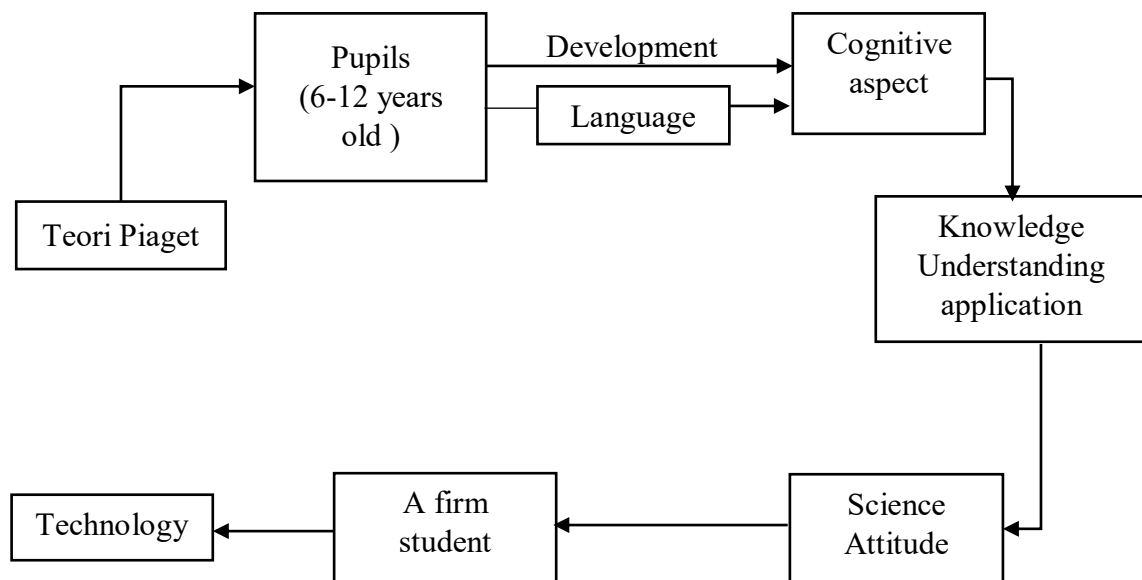 Teori Piaget
Pupils
(6-12 years
old )
Development
Language
Cognitive
aspect
Knowledge
Understanding
application
Science
Attitude
A firm
student
Technology